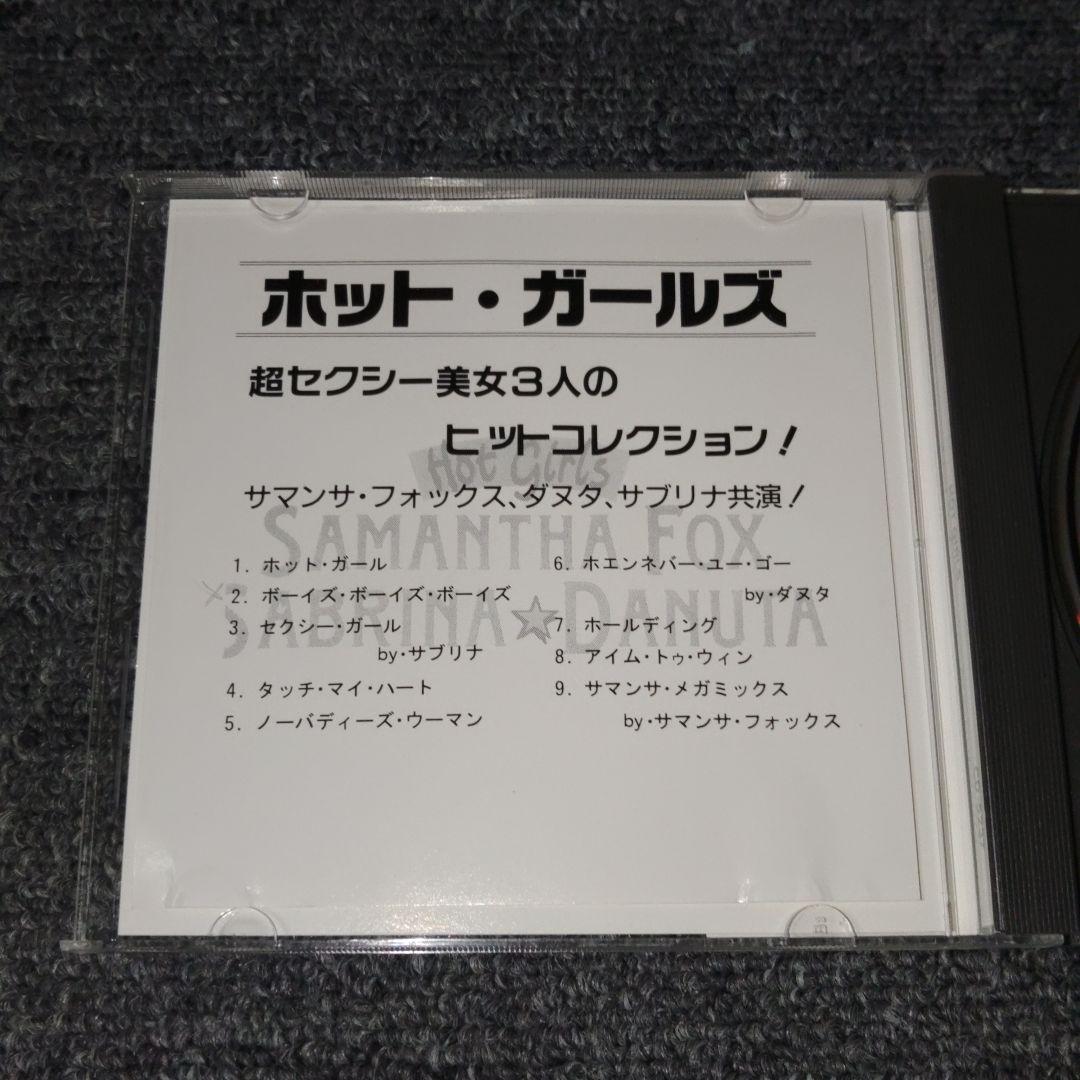 ホット・ガールズ
超セクシー美女3人の
ヒットコレクション!
Hot Girls
サマンサ・フォックス、ダヌタ、サブリナ共演!
SAMANTHA FOX
SABRINA☆DANUTA
1. ホット・ガール
2. ボーイズ・ボーイズ・ボーイズ
3. セクシー・ガール
by・サブリナ
4. タッチ・マイ・ハート
5. ノーバディーズ・ウーマン
6. ホエンネバー・ユー・ゴー
by・ダヌタ
7. ホールディング
8. アイム・トゥ・ウィン
9. サマンサ・メガミックス
by・サマンサ・フォックス